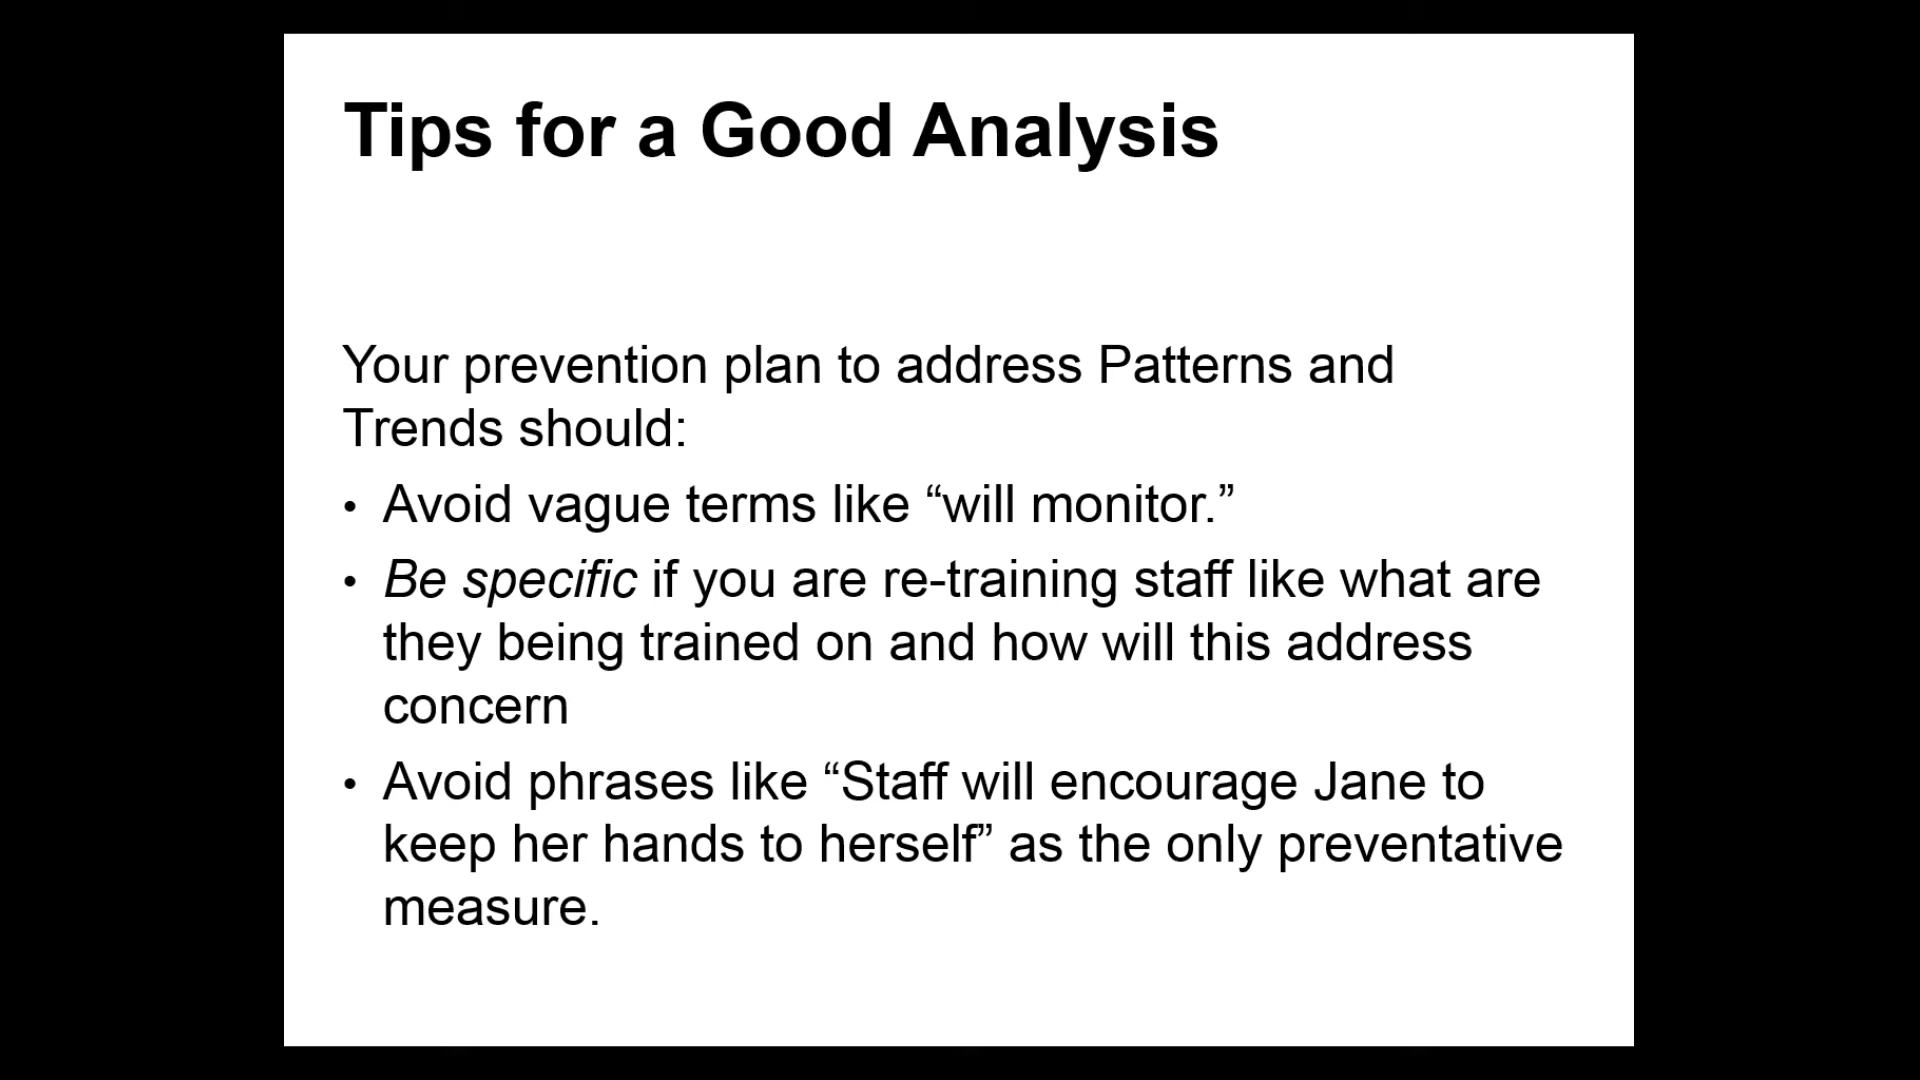 Tips for a Good Analysis
Your prevention plan to address Patterns and
Trends should:
• Avoid vague terms like “will monitor.”
• Be specific if you are re-training staff like what are
they being trained on and how will this address
concern
• Avoid phrases like “Staff will encourage Jane to
keep her hands to herself” as the only preventative
measure.